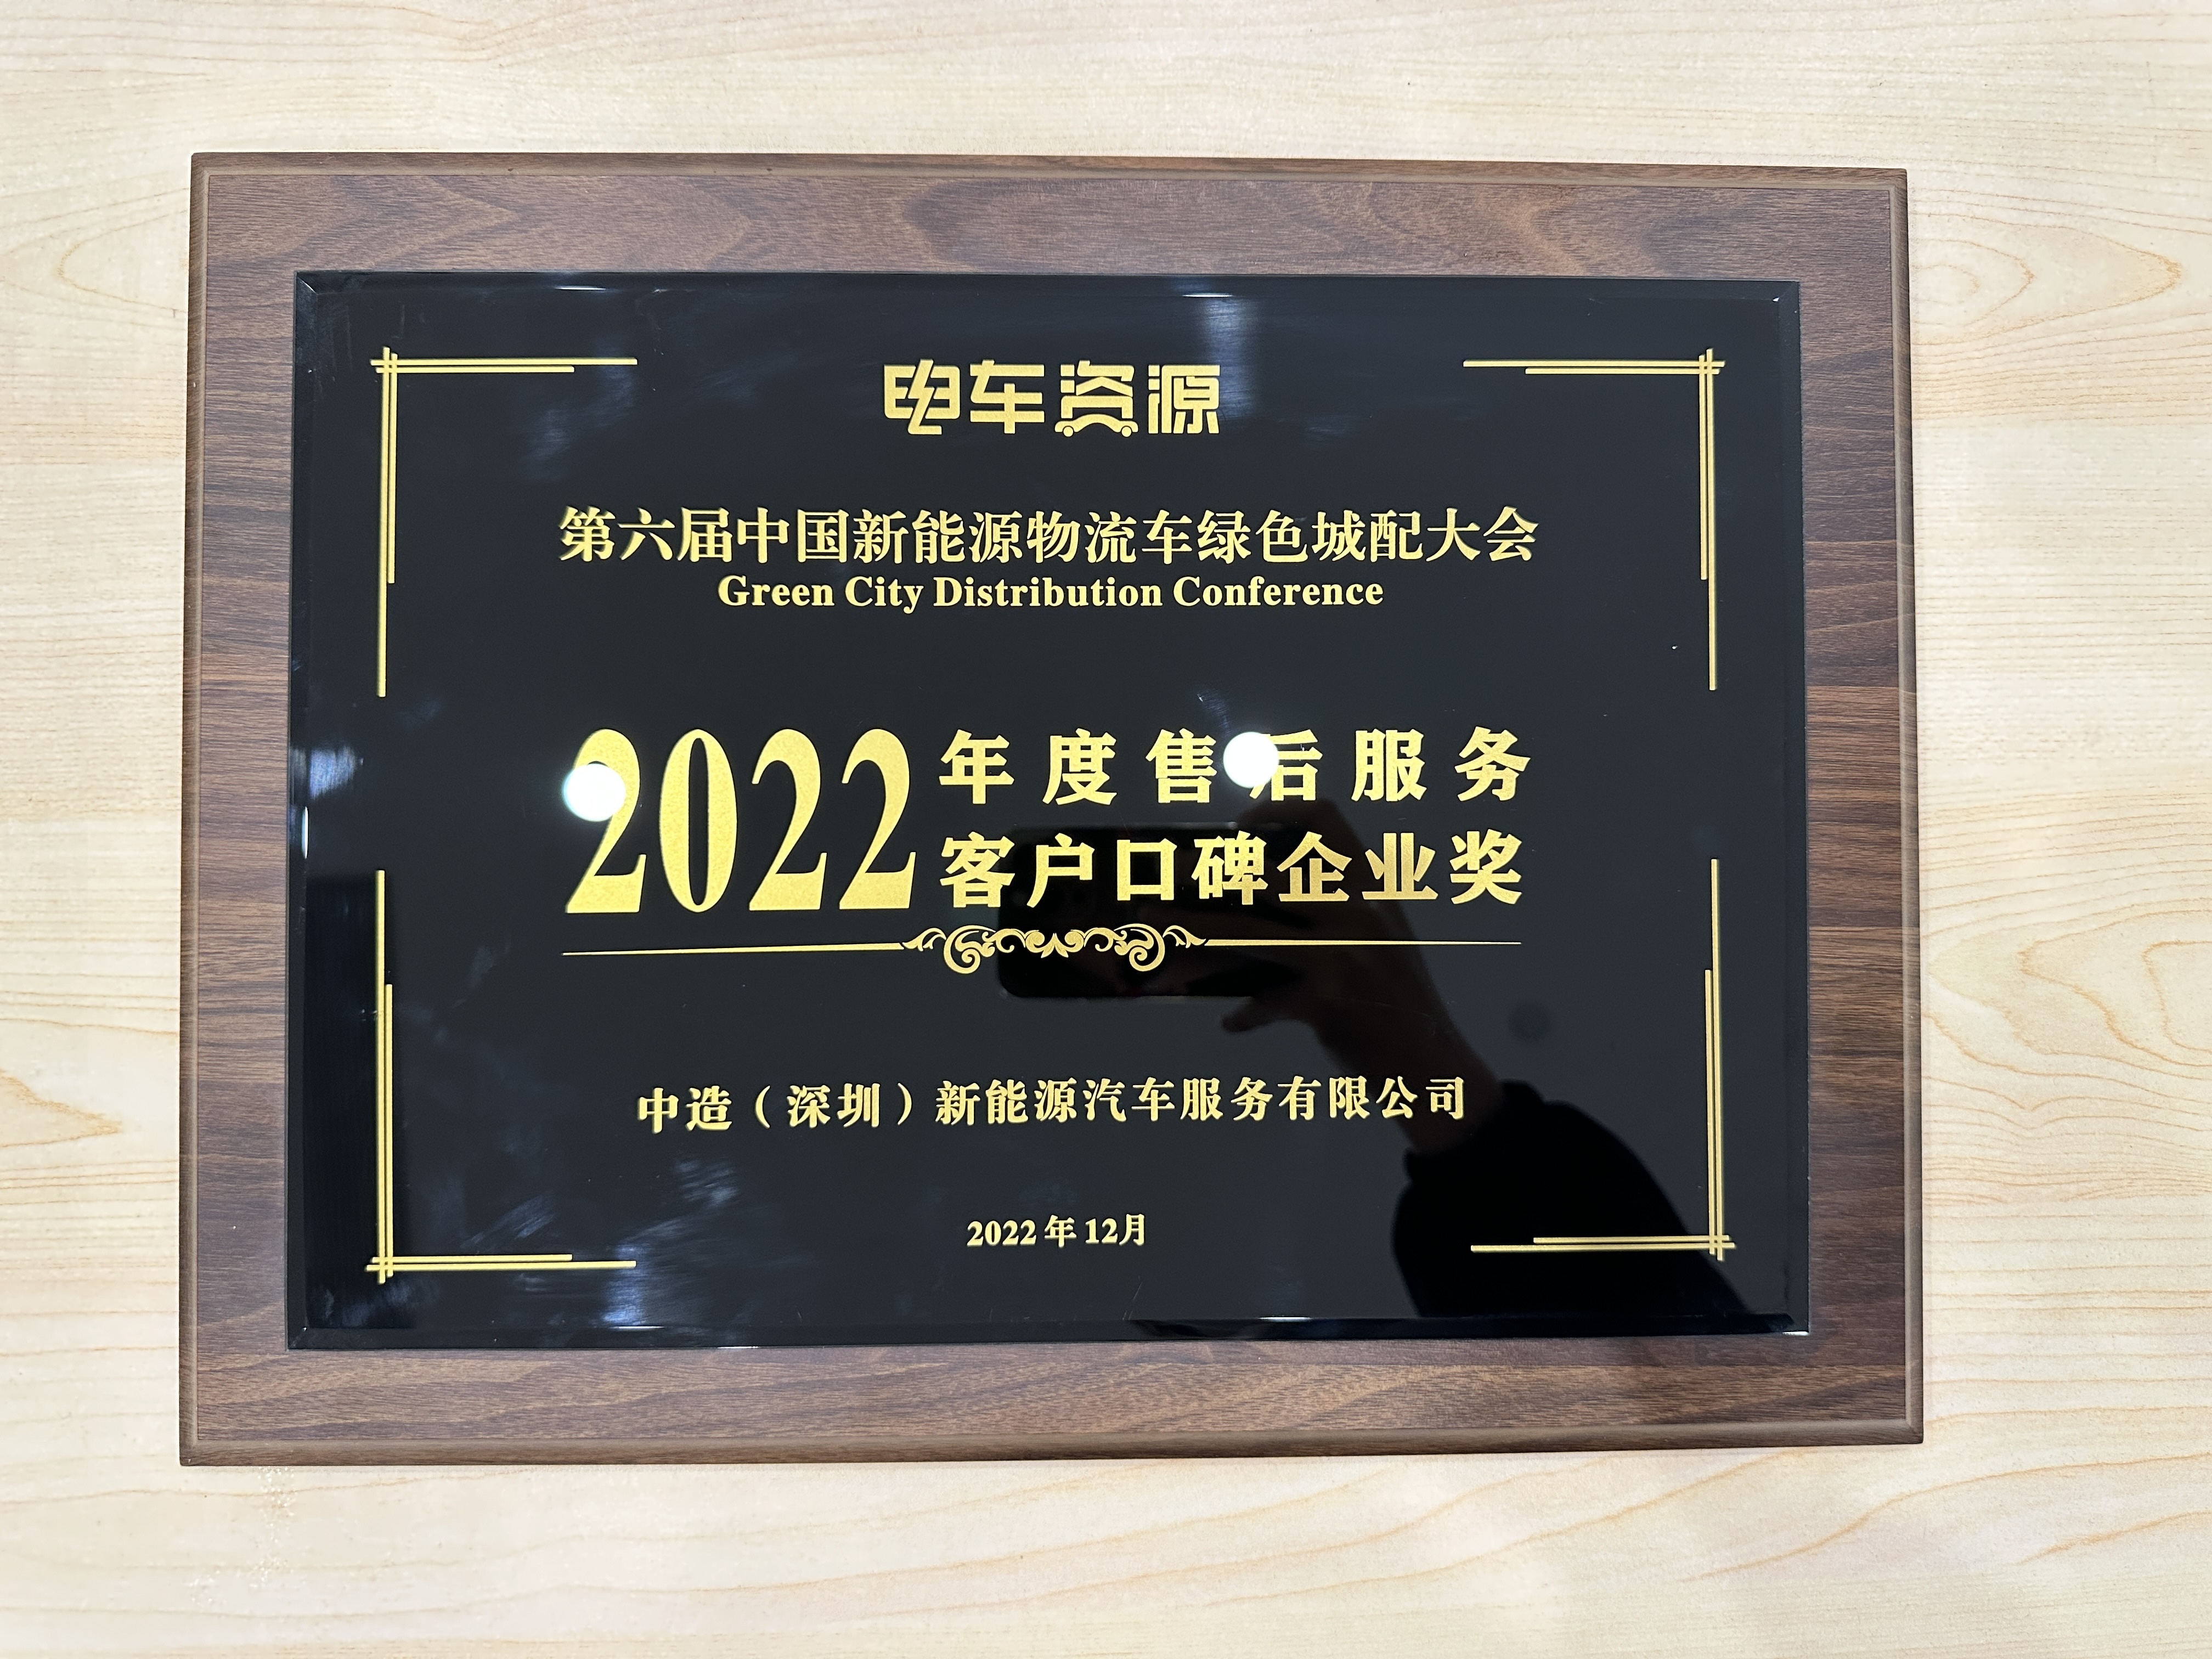 电车资源
第六届中国新能源物流车绿色城配大会
Green City Distribution Conference
2022年度售后服务
客户口碑企业奖
中造（深圳）新能源汽车服务有限公司
2022年12月